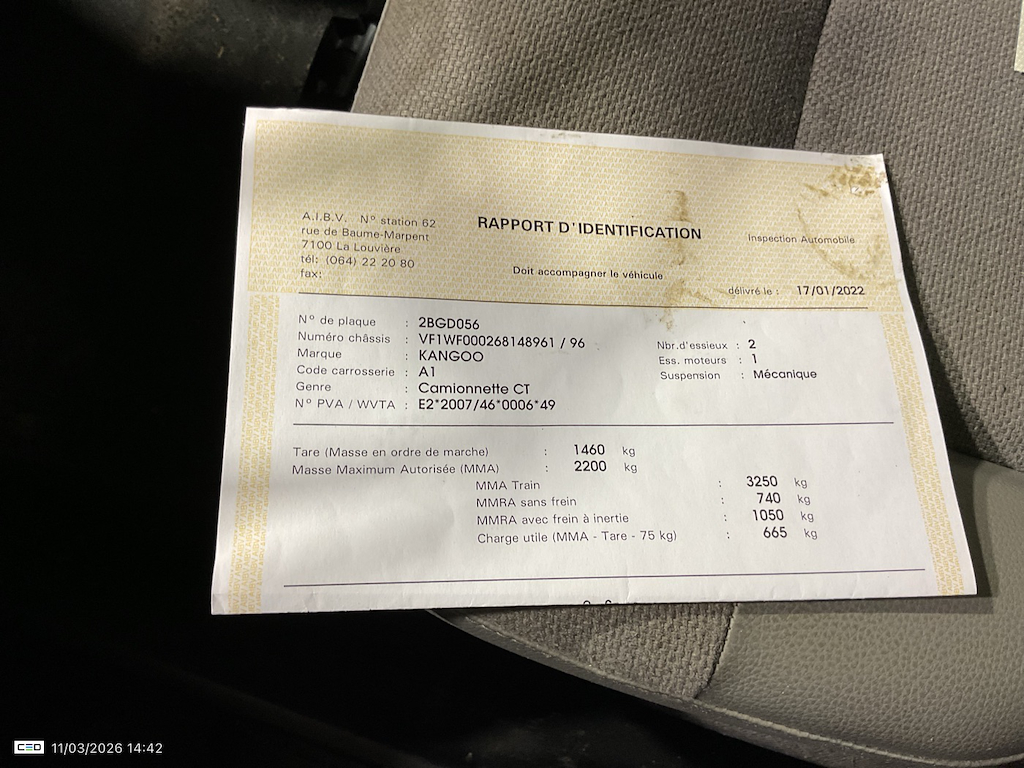 A.I.B.V. N° station 62
rue de Baume-Marpent
7100 La Louvière
tél: (064) 22 20 80
fax:
RAPPORT D'IDENTIFICATION
Doit accompagner le véhicule
Inspection Automobile
délivré le : 17/01/2022
N° de plaque : 2BGD056
Numéro châssis : VF1WF000268148961 / 96
Marque : KANGOO
Code carrosserie : A1
Genre : Camionnette CT
N° PVA / WVTA : E2*2007/46*0006*49
Nbr.d'essieux : 2
Ess. moteurs : 1
Suspension : Mécanique
Tare (Masse en ordre de marche) : 1460 kg
Masse Maximum Autorisée (MMA) : 2200 kg
MMA Train : 3250 kg
MMRA sans frein : 740 kg
MMRA avec frein à inertie : 1050 kg
Charge utile (MMA - Tare - 75 kg) : 665 kg
CEO 11/03/2026 14:42